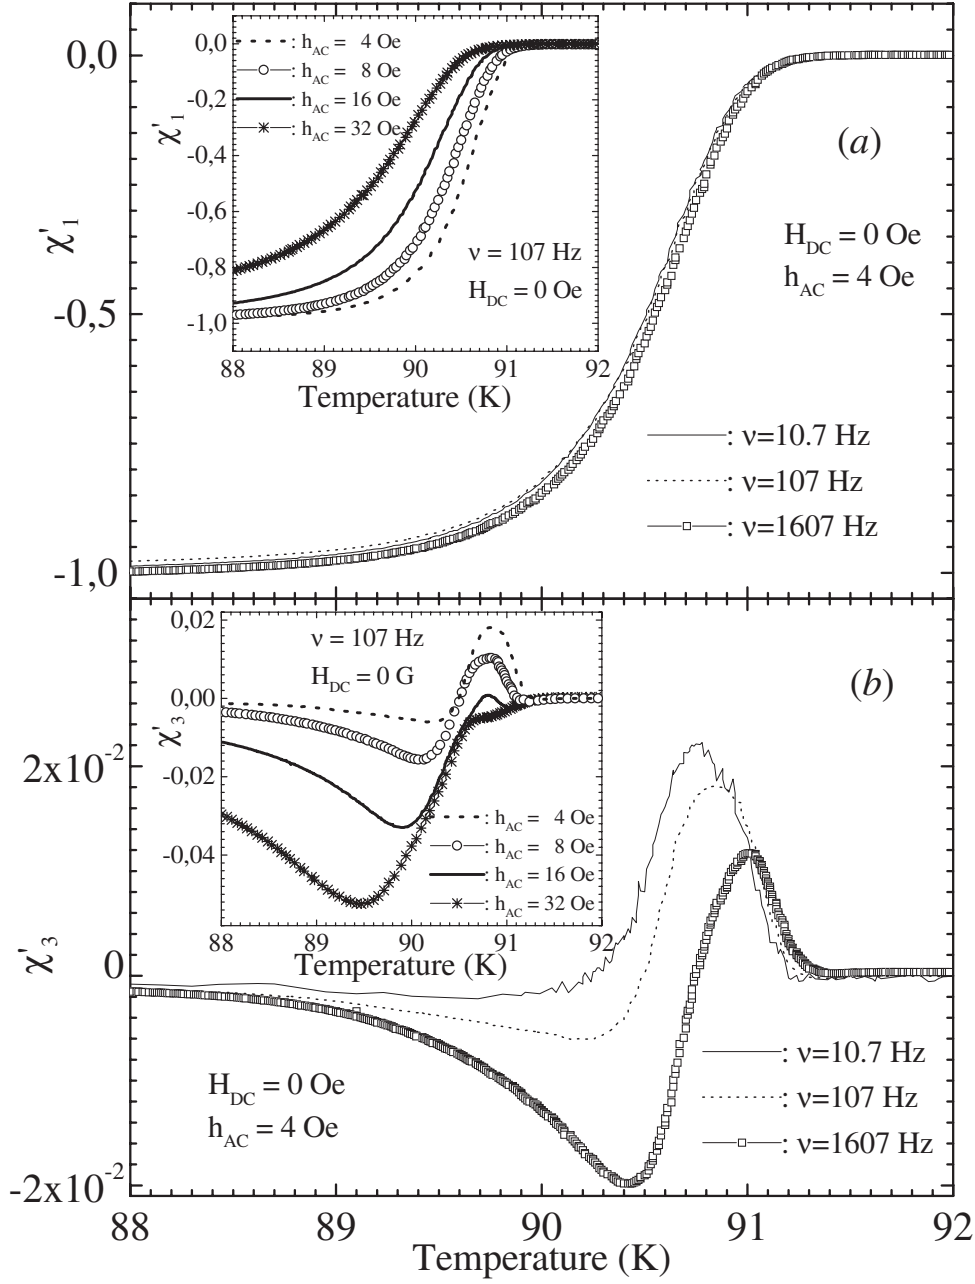 0,0
-0,5
-1,0
χ'₁
(a)
H_DC = 0 Oe
h_AC = 4 Oe
: ν=10.7 Hz
: ν=107 Hz
: ν=1607 Hz
0,0
-0,2
-0,4
-0,6
-0,8
-1,0
χ'₁
: h_AC = 4 Oe
: h_AC = 8 Oe
: h_AC = 16 Oe
: h_AC = 32 Oe
ν = 107 Hz
H_DC = 0 Oe
88 89 90 91 92
Temperature (K)
2x10⁻²
0
-2x10⁻²
χ'₃
(b)
0,02
0,00
-0,02
-0,04
χ'₃
ν = 107 Hz
H_DC = 0 G
: h_AC = 4 Oe
: h_AC = 8 Oe
: h_AC = 16 Oe
: h_AC = 32 Oe
88 89 90 91 92
Temperature (K)
H_DC = 0 Oe
h_AC = 4 Oe
: ν=10.7 Hz
: ν=107 Hz
: ν=1607 Hz
88 89 90 91 92
Temperature (K)